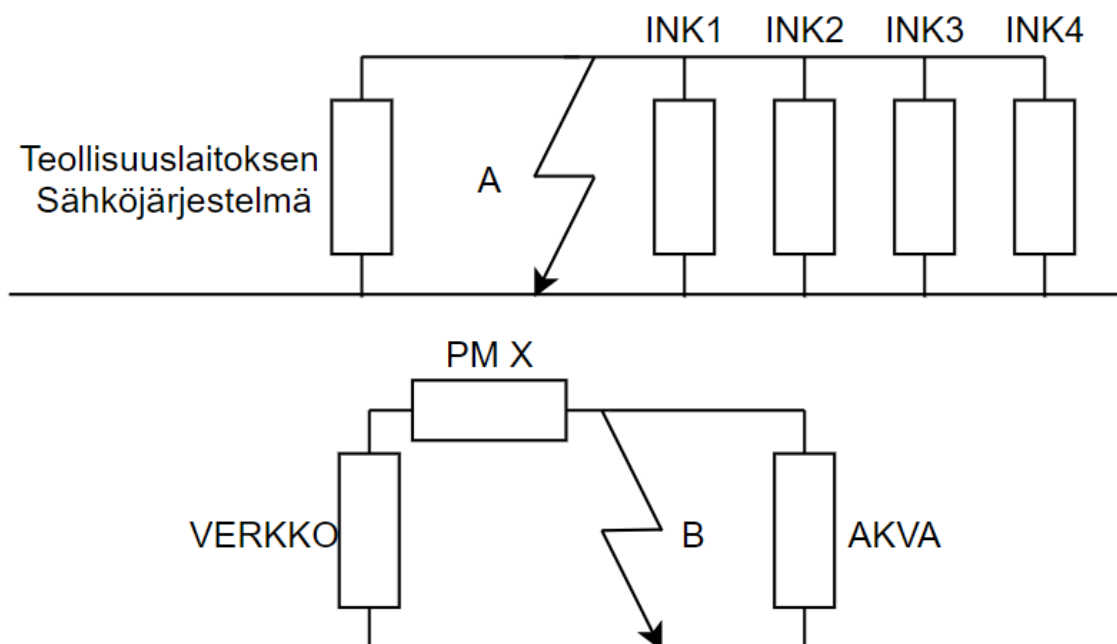 INK1 INK2 INK3 INK4
Teollisuuslaitoksen
Sähköjärjestelmä
A
PM X
VERKKO
B
AKVA